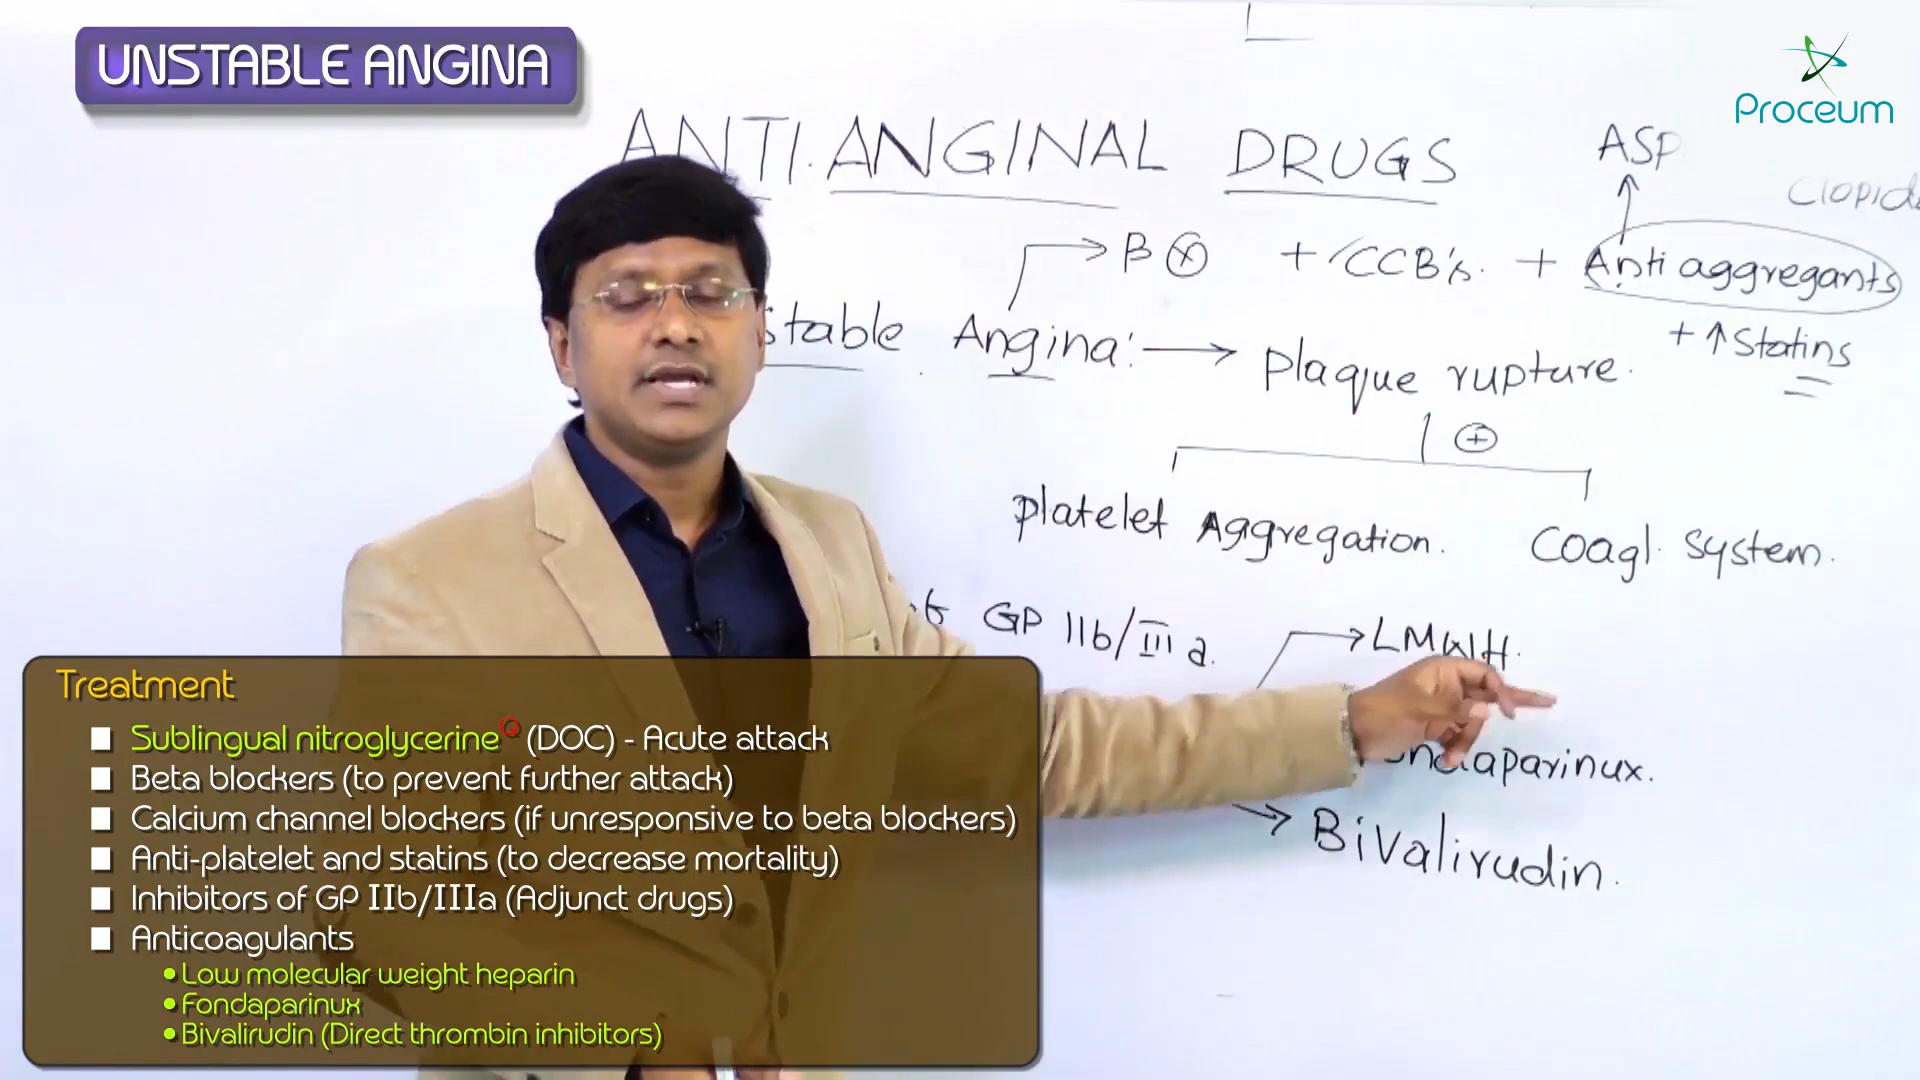 UNSTABLE ANGINA
Proceum
ANTI.ANGINAL DRUGS
ASP
β ⊗ + CCB's. + Anti aggregants
+ ↑ Statins
stable Angina: → Plaque rupture.
⊕
Platelet Aggregation. Coagl. System.
GP IIb/IIIa.
→ LMWH.
ndaparinux.
→ Bivalirudin.
Treatment
Sublingual nitroglycerine Q (DOC) - Acute attack
Beta blockers (to prevent further attack)
Calcium channel blockers (if unresponsive to beta blockers)
Anti-platelet and statins (to decrease mortality)
Inhibitors of GP IIb/IIIa (Adjunct drugs)
Anticoagulants
• Low molecular weight heparin
• Fondaparinux
• Bivalirudin (Direct thrombin inhibitors)